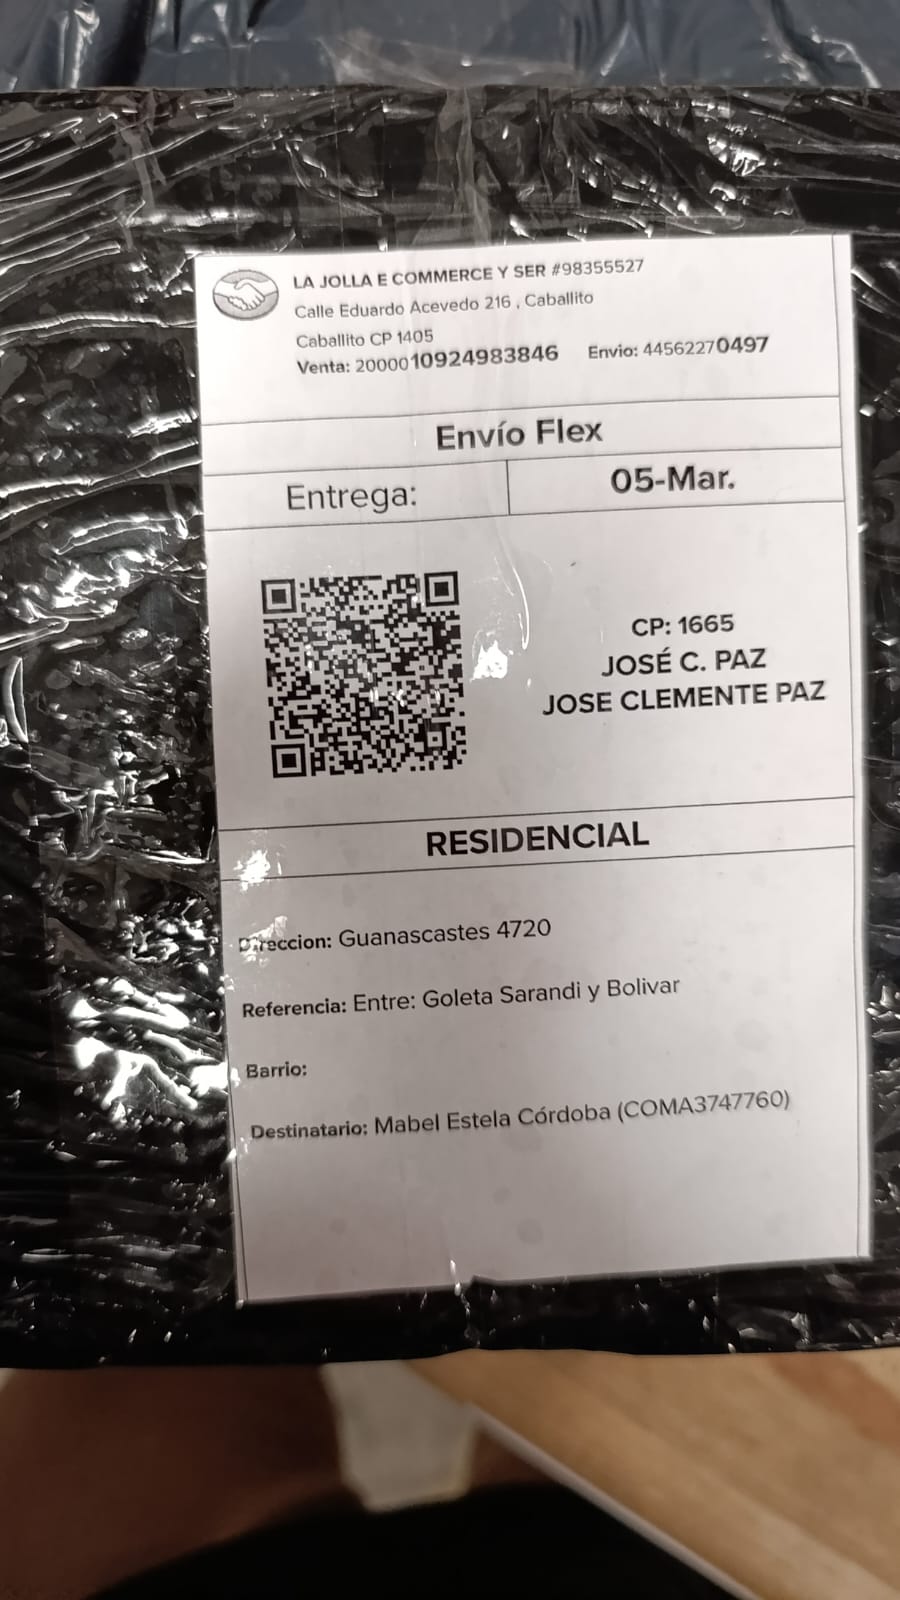 LA JOLLA E COMMERCE Y SER #98355527
Calle Eduardo Acevedo 216 , Caballito
Caballito CP 1405
Venta: 2000010924983846 Envio: 44562270497
Envío Flex
Entrega: 05-Mar.
CP: 1665
JOSÉ C. PAZ
JOSE CLEMENTE PAZ
RESIDENCIAL
Direccion: Guanascastes 4720
Referencia: Entre: Goleta Sarandi y Bolivar
Barrio:
Destinatario: Mabel Estela Córdoba (COMA3747760)